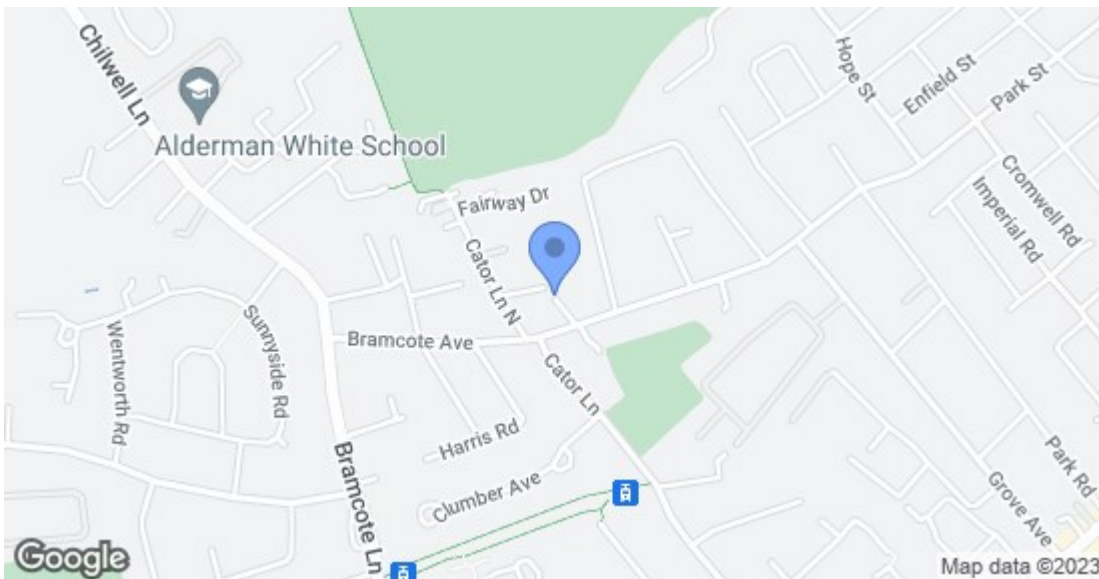 Chilwell Ln
Alderman White School
Hope St
Enfield St
Park St
Fairway Dr
Cromwell Rd
Imperial Rd
Cator Ln N
Sunnyside Rd
Wentworth Rd
Bramcote Ave
Cator Ln
Harris Rd
Bramcote Ln
Clumber Ave
Park Rd
Grove Ave
Google
Map data ©2023